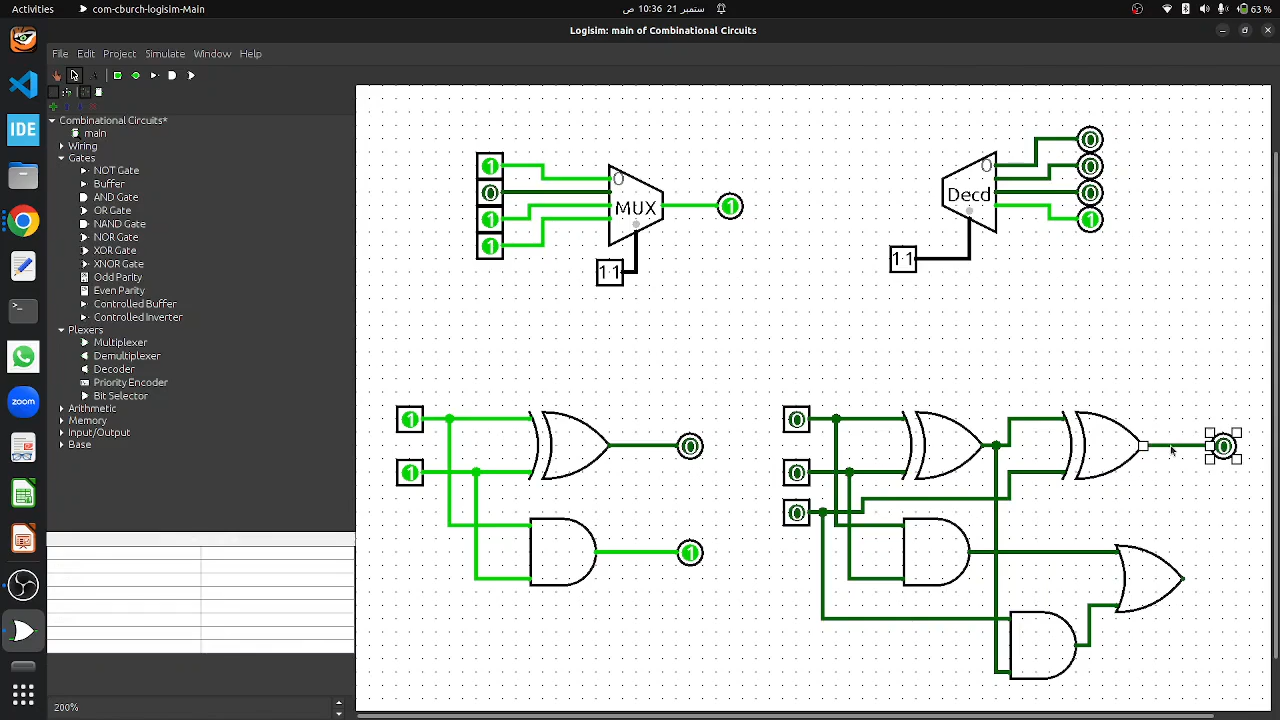 Activities
com-cburch-logisim-Main
ص 10:36 21 سبتمبر
63 %
Logisim: main of Combinational Circuits
File Edit Project Simulate Window Help
Combinational Circuits*
main
Wiring
Gates
NOT Gate
Buffer
AND Gate
OR Gate
NAND Gate
NOR Gate
XOR Gate
XNOR Gate
Odd Parity
Even Parity
Controlled Buffer
Controlled Inverter
Plexers
Multiplexer
Demultiplexer
Decoder
Priority Encoder
Bit Selector
Arithmetic
Memory
Input/Output
Base
200%
IDE
zoom
1
0
1
1
0
MUX
1
1 1
0
Decd
0
0
0
1
1 1
1
1
0
1
0
0
0
0